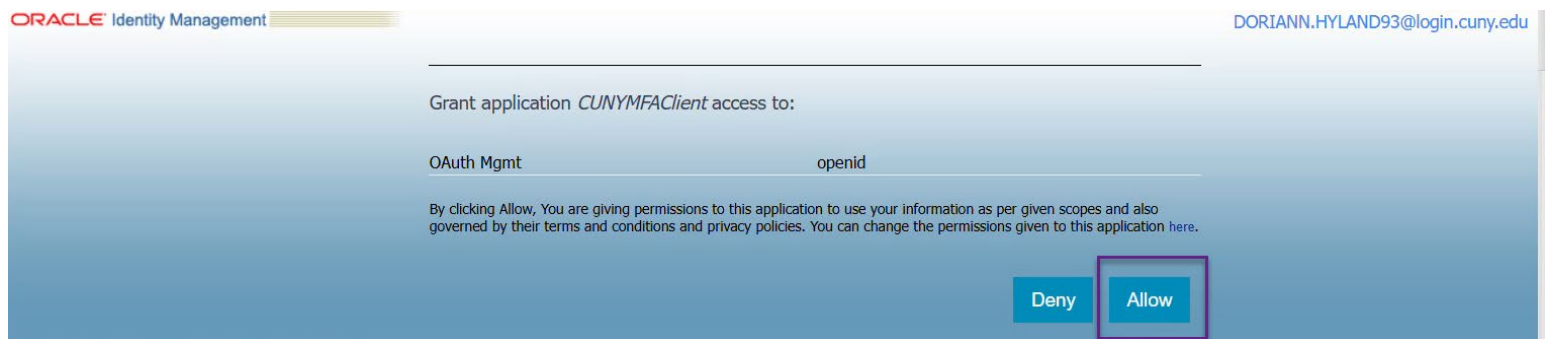 ORACLE Identity Management
DORIANN.HYLAND93@login.cuny.edu
Grant application CUNYMFAClient access to:
OAuth Mgmt openid
By clicking Allow, You are giving permissions to this application to use your information as per given scopes and also
governed by their terms and conditions and privacy policies. You can change the permissions given to this application here.
Deny Allow